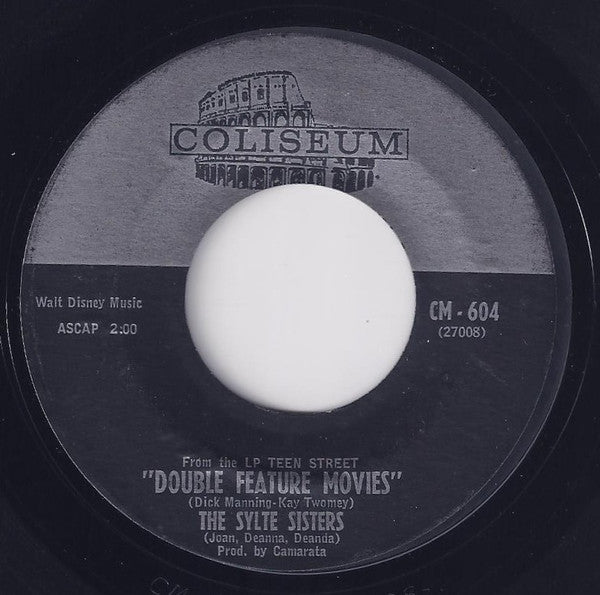 COLISEUM
Walt Disney Music
ASCAP 2:00
CM - 604
(27008)
From the LP TEEN STREET
"DOUBLE FEATURE MOVIES"
(Dick Manning-Kay Twomey)
THE SYLTE SISTERS
(Joan, Deanna, Deanda)
Prod. by Camarata